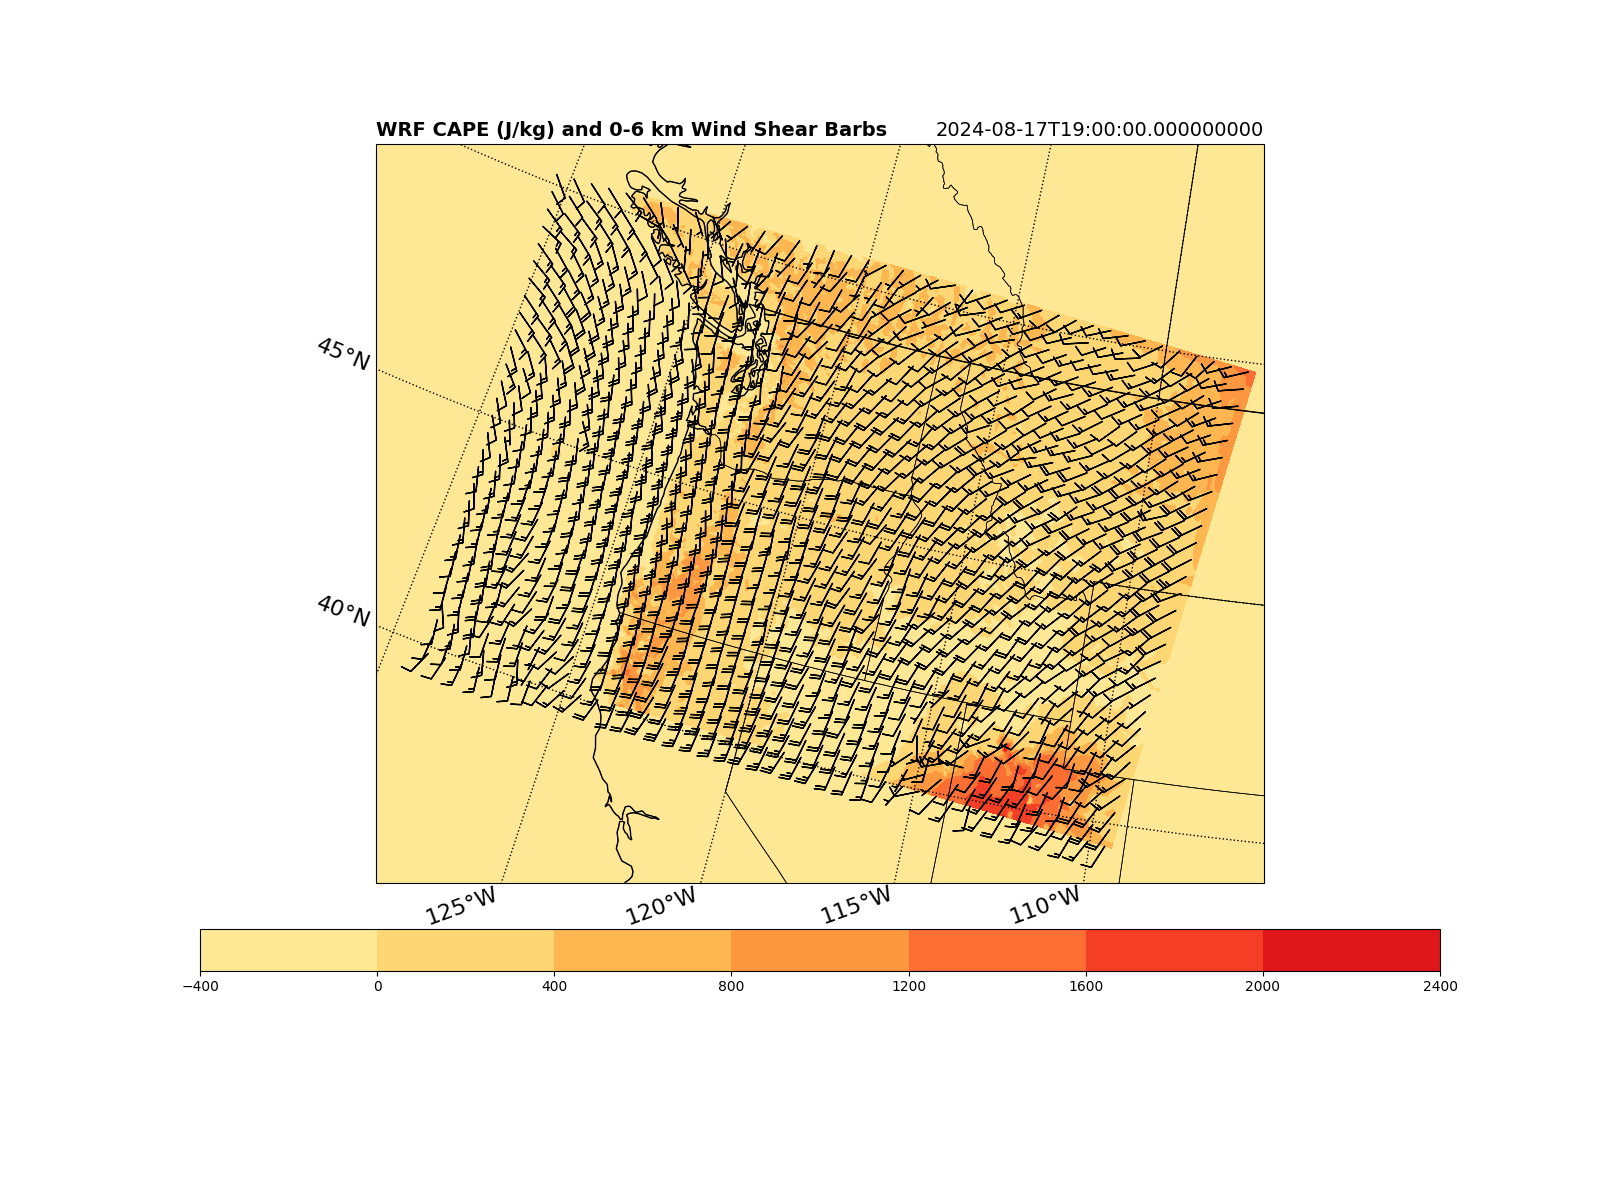 WRF CAPE (J/kg) and 0-6 km Wind Shear Barbs 2024-08-17T19:00:00.000000000
45°N
40°N
125°W 120°W 115°W 110°W
−400 0 400 800 1200 1600 2000 2400